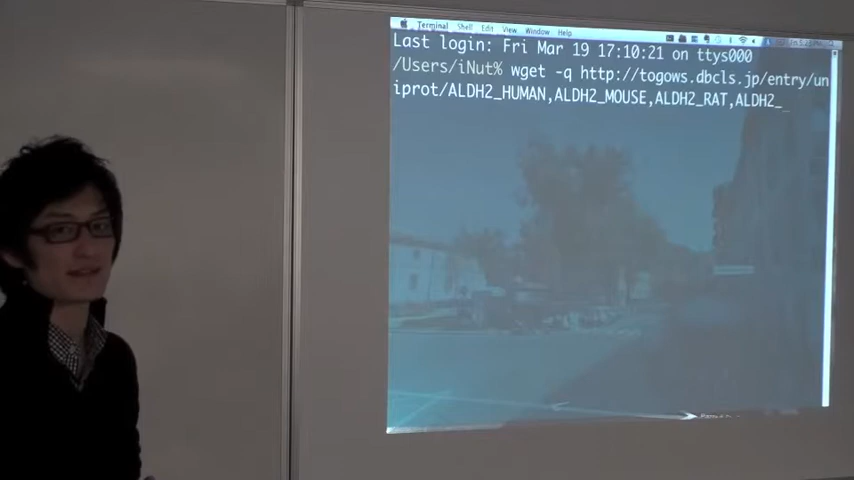 Terminal Shell Edit View Window Help
Last login: Fri Mar 19 17:10:21 on ttys000
/Users/iNut% wget -q http://togows.dbcls.jp/entry/un
iprot/ALDH2_HUMAN,ALDH2_MOUSE,ALDH2_RAT,ALDH2_